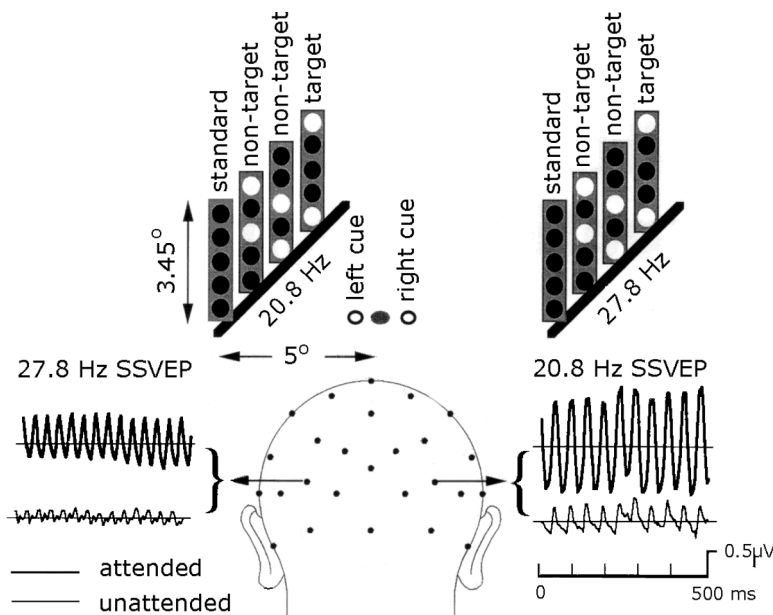 standard
non-target
non-target
target
standard
non-target
non-target
target
3.45°
20.8 Hz
left cue
right cue
27.8 Hz
5°
27.8 Hz SSVEP
20.8 Hz SSVEP
attended
unattended
0.5µV
0
500 ms